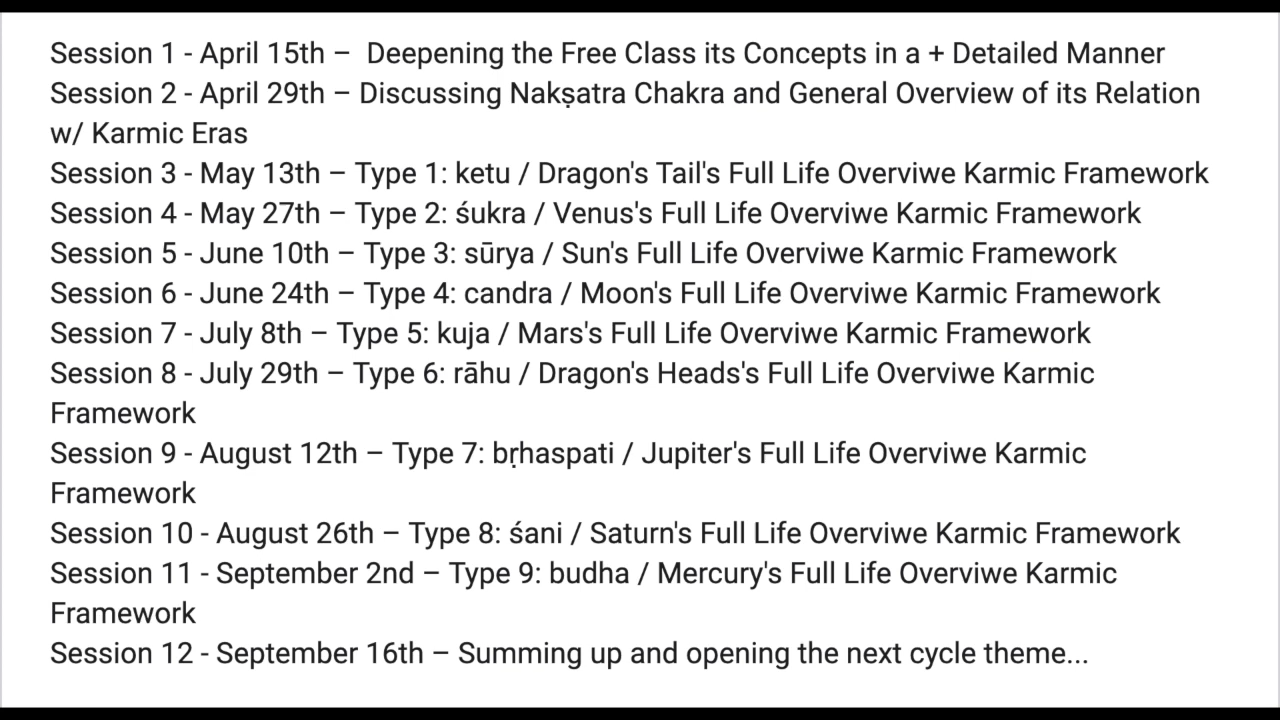 Session 1 - April 15th –  Deepening the Free Class its Concepts in a + Detailed Manner
Session 2 - April 29th – Discussing Nakṣatra Chakra and General Overview of its Relation
w/ Karmic Eras
Session 3 - May 13th – Type 1: ketu / Dragon's Tail's Full Life Overviwe Karmic Framework
Session 4 - May 27th – Type 2: śukra / Venus's Full Life Overviwe Karmic Framework
Session 5 - June 10th – Type 3: sūrya / Sun's Full Life Overviwe Karmic Framework
Session 6 - June 24th – Type 4: candra / Moon's Full Life Overviwe Karmic Framework
Session 7 - July 8th – Type 5: kuja / Mars's Full Life Overviwe Karmic Framework
Session 8 - July 29th – Type 6: rāhu / Dragon's Heads's Full Life Overviwe Karmic
Framework
Session 9 - August 12th – Type 7: bṛhaspati / Jupiter's Full Life Overviwe Karmic
Framework
Session 10 - August 26th – Type 8: śani / Saturn's Full Life Overviwe Karmic Framework
Session 11 - September 2nd – Type 9: budha / Mercury's Full Life Overviwe Karmic
Framework
Session 12 - September 16th – Summing up and opening the next cycle theme...